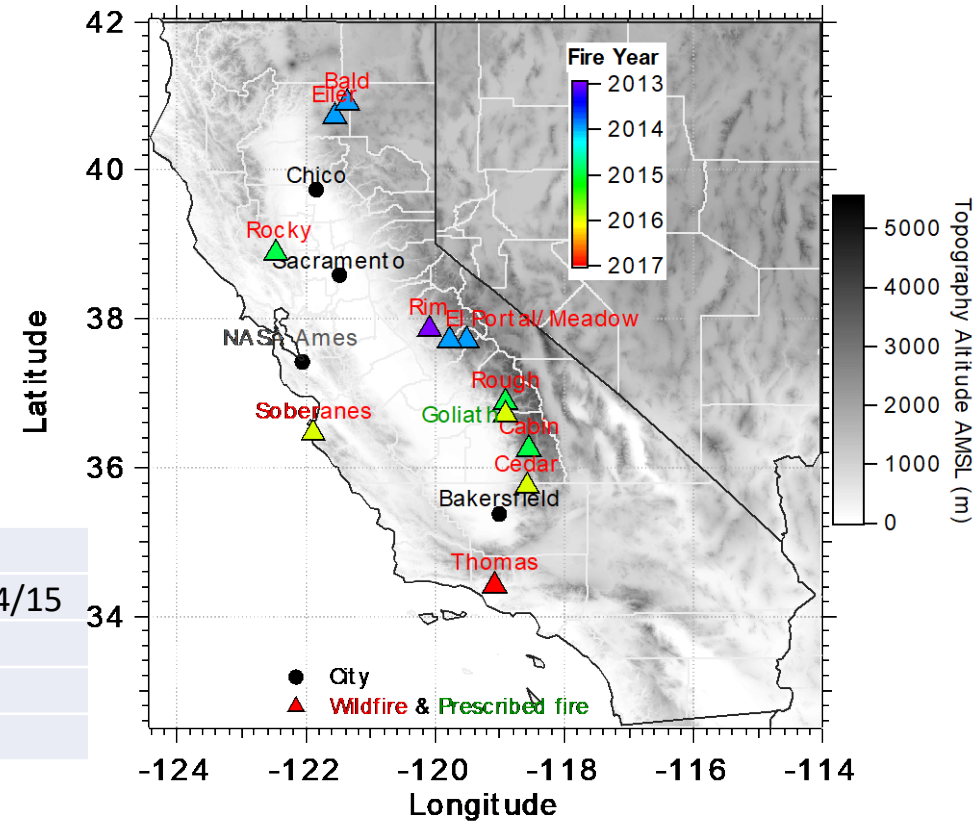 42
40
38
36
34
Latitude
Bald
Eiler
Chico
Rocky
Sacramento
Rim
El Portal/ Meadow
NASA Ames
Rough
Goliath
Soberanes
Cabin
Cedar
Bakersfield
Thomas
City
Wildfire & Prescribed fire
Fire Year
2013
2014
2015
2016
2017
5000
4000
3000
2000
1000
0
Topography Altitude AMSL (m)
4/15
-124 -122 -120 -118 -116 -114
Longitude